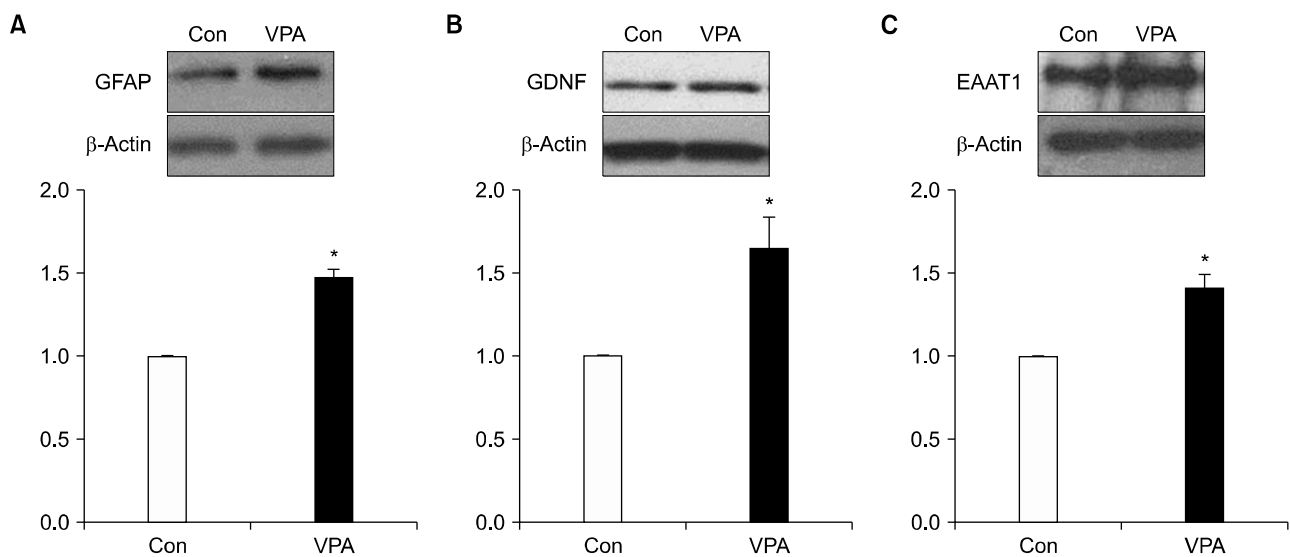 A
Con VPA
GFAP
β-Actin
2.0
*
1.5
1.0
0.5
0.0
Con VPA
B
Con VPA
GDNF
β-Actin
2.0
*
1.5
1.0
0.5
0.0
Con VPA
C
Con VPA
EAAT1
β-Actin
2.0
*
1.5
1.0
0.5
0.0
Con VPA